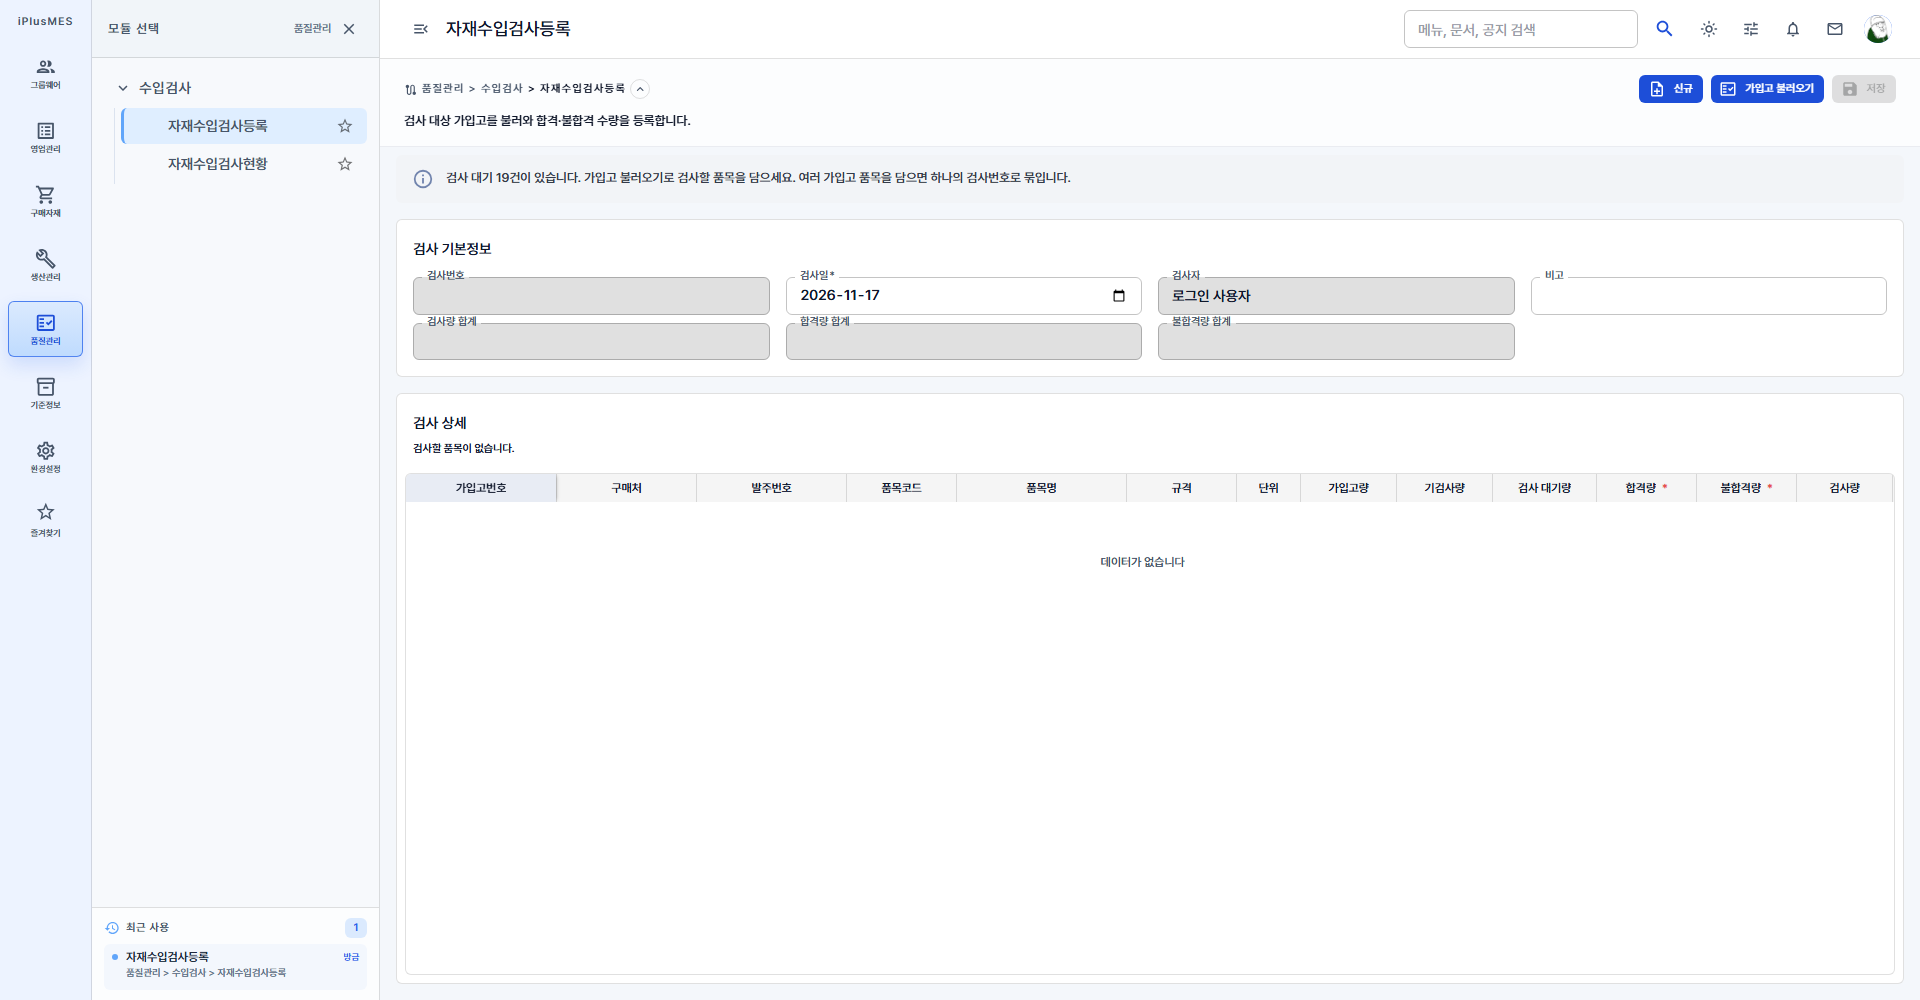 iPlusMES
그룹웨어
영업관리
구매자재
생산관리
품질관리
기준정보
환경설정
즐겨찾기
모듈 선택
품질관리
수입검사
자재수입검사등록
자재수입검사현황
최근 사용
1
자재수입검사등록
방금
품질관리 > 수입검사 > 자재수입검사등록
자재수입검사등록
메뉴, 문서, 공지 검색
품질관리 > 수입검사 > 자재수입검사등록
신규
가입고 불러오기
저장
검사 대상 가입고를 불러와 합격·불합격 수량을 등록합니다.
검사 대기 19건이 있습니다. 가입고 불러오기로 검사할 품목을 담으세요. 여러 가입고 품목을 담으면 하나의 검사번호로 묶입니다.
검사 기본정보
검사번호
검사일*
2026-11-17
검사자
로그인 사용자
비고
검사량 합계
합격량 합계
불합격량 합계
검사 상세
검사할 품목이 없습니다.
가입고번호 구매처 발주번호 품목코드 품목명 규격 단위 가입고량 기검사량 검사 대기량 합격량 * 불합격량 * 검사량
데이터가 없습니다